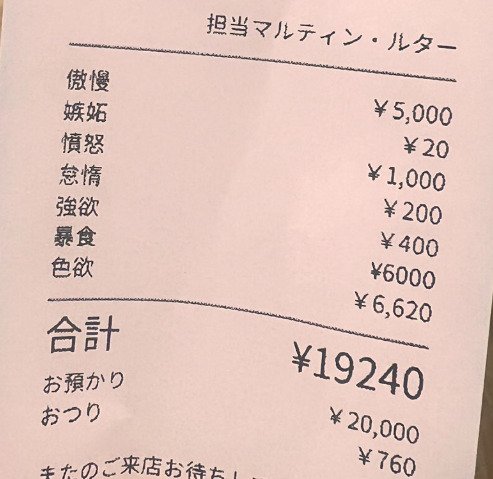 担当マルティン・ルター
傲慢 ¥5,000
嫉妬 ¥20
憤怒 ¥1,000
怠惰 ¥200
強欲 ¥400
暴食 ¥6000
色欲 ¥6,620
合計 ¥19240
お預かり ¥20,000
おつり ¥760
またのご来店お待ちし